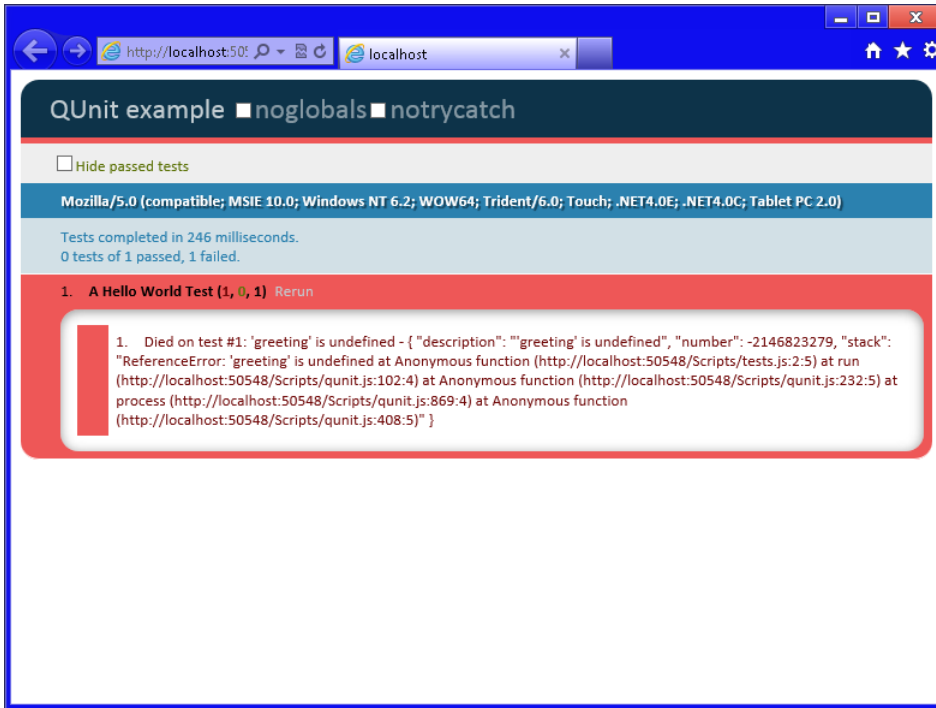 http://localhost:50
localhost
QUnit example noglobals notrycatch
Hide passed tests
Mozilla/5.0 (compatible; MSIE 10.0; Windows NT 6.2; WOW64; Trident/6.0; Touch; .NET4.0E; .NET4.0C; Tablet PC 2.0)
Tests completed in 246 milliseconds.
0 tests of 1 passed, 1 failed.
1. A Hello World Test (1, 0, 1) Rerun
1. Died on test #1: 'greeting' is undefined - { "description": "'greeting' is undefined", "number": -2146823279, "stack":
"ReferenceError: 'greeting' is undefined at Anonymous function (http://localhost:50548/Scripts/tests.js:2:5) at run
(http://localhost:50548/Scripts/qunit.js:102:4) at Anonymous function (http://localhost:50548/Scripts/qunit.js:232:5) at
process (http://localhost:50548/Scripts/qunit.js:869:4) at Anonymous function
(http://localhost:50548/Scripts/qunit.js:408:5)" }